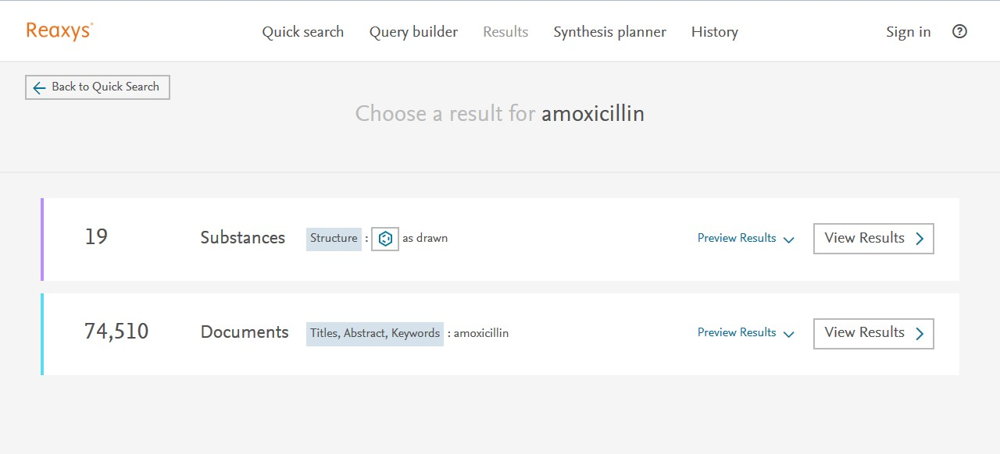 Reaxys®
Quick search Query builder Results Synthesis planner History Sign in ?
Back to Quick Search
Choose a result for amoxicillin
19 Substances Structure : as drawn Preview Results View Results
74,510 Documents Titles, Abstract, Keywords : amoxicillin Preview Results View Results